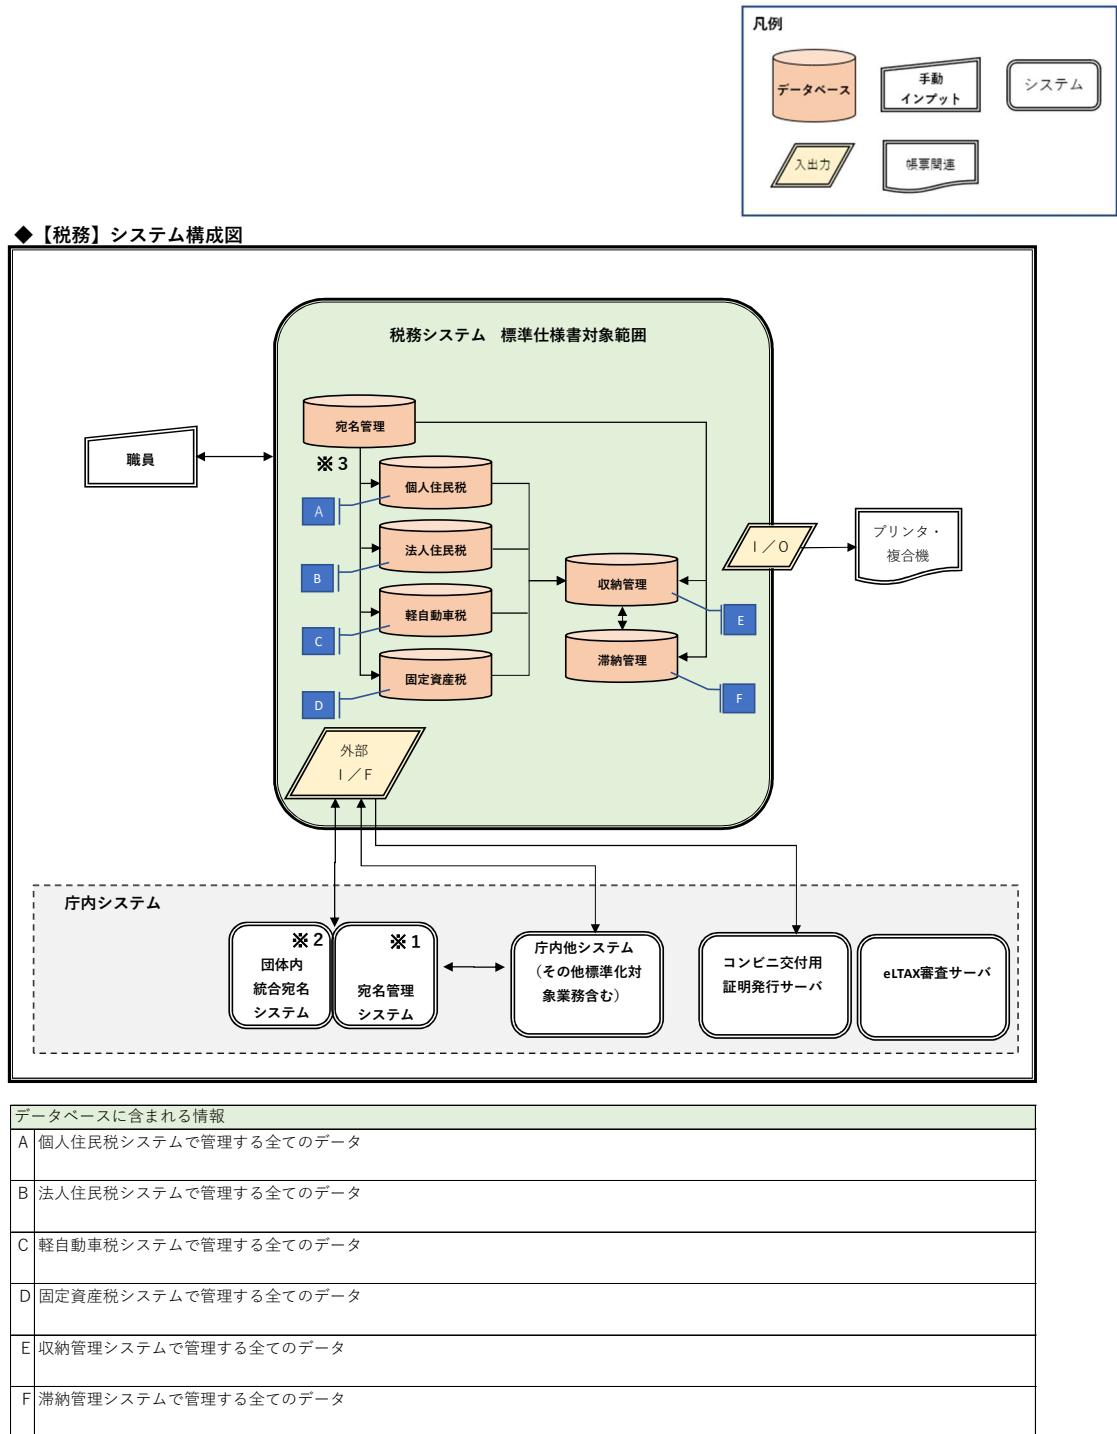 凡例
データベース
手動
インプット
システム
入出力
帳票関連
◆【税務】システム構成図
税務システム　標準仕様書対象範囲
宛名管理
※３
職員
個人住民税
A
法人住民税
B
軽自動車税
C
固定資産税
D
収納管理
E
滞納管理
F
Ｉ／Ｏ
プリンタ・
複合機
外部
Ｉ／Ｆ
庁内システム
※２
団体内
統合宛名
システム
※１
宛名管理
システム
庁内他システム
（その他標準化対
象業務含む）
コンビニ交付用
証明発行サーバ
eLTAX審査サーバ
データベースに含まれる情報
A 個人住民税システムで管理する全てのデータ
B 法人住民税システムで管理する全てのデータ
C 軽自動車税システムで管理する全てのデータ
D 固定資産税システムで管理する全てのデータ
E 収納管理システムで管理する全てのデータ
F 滞納管理システムで管理する全てのデータ